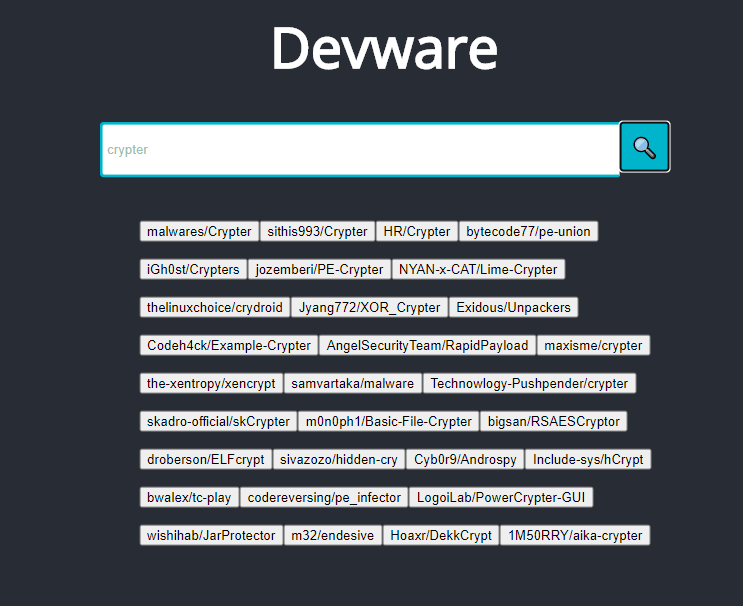 Devware
crypter
malwares/Crypter sithis993/Crypter HR/Crypter bytecode77/pe-union
iGh0st/Crypters jozemberi/PE-Crypter NYAN-x-CAT/Lime-Crypter
thelinuxchoice/crydroid Jyang772/XOR_Crypter Exidous/Unpackers
Codeh4ck/Example-Crypter AngelSecurityTeam/RapidPayload maxisme/crypter
the-xentropy/xencrypt samvartaka/malware Technowlogy-Pushpender/crypter
skadro-official/skCrypter m0n0ph1/Basic-File-Crypter bigsan/RSAESCryptor
droberson/ELFcrypt sivazozo/hidden-cry Cyb0r9/Androspy Include-sys/hCrypt
bwalex/tc-play codereversing/pe_infector LogoiLab/PowerCrypter-GUI
wishihab/JarProtector m32/endesive Hoaxr/DekkCrypt 1M50RRY/aika-crypter